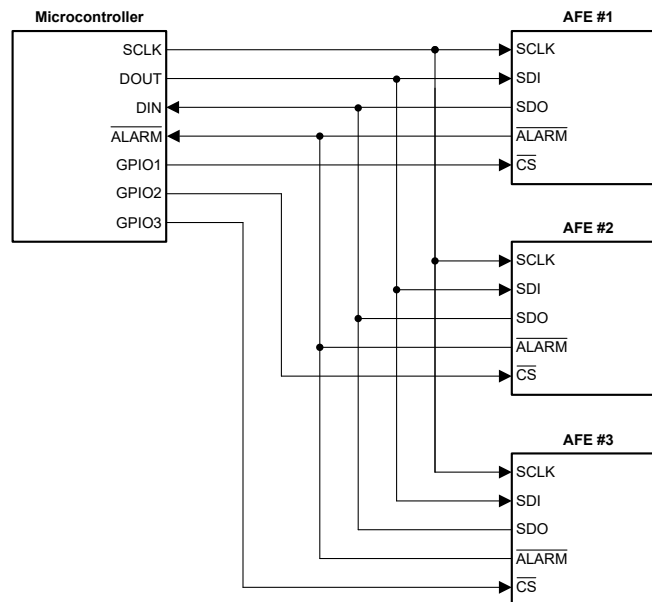 Microcontroller
SCLK
DOUT
DIN
ALARM
GPIO1
GPIO2
GPIO3
AFE #1
SCLK
SDI
SDO
ALARM
CS
AFE #2
SCLK
SDI
SDO
ALARM
CS
AFE #3
SCLK
SDI
SDO
ALARM
CS